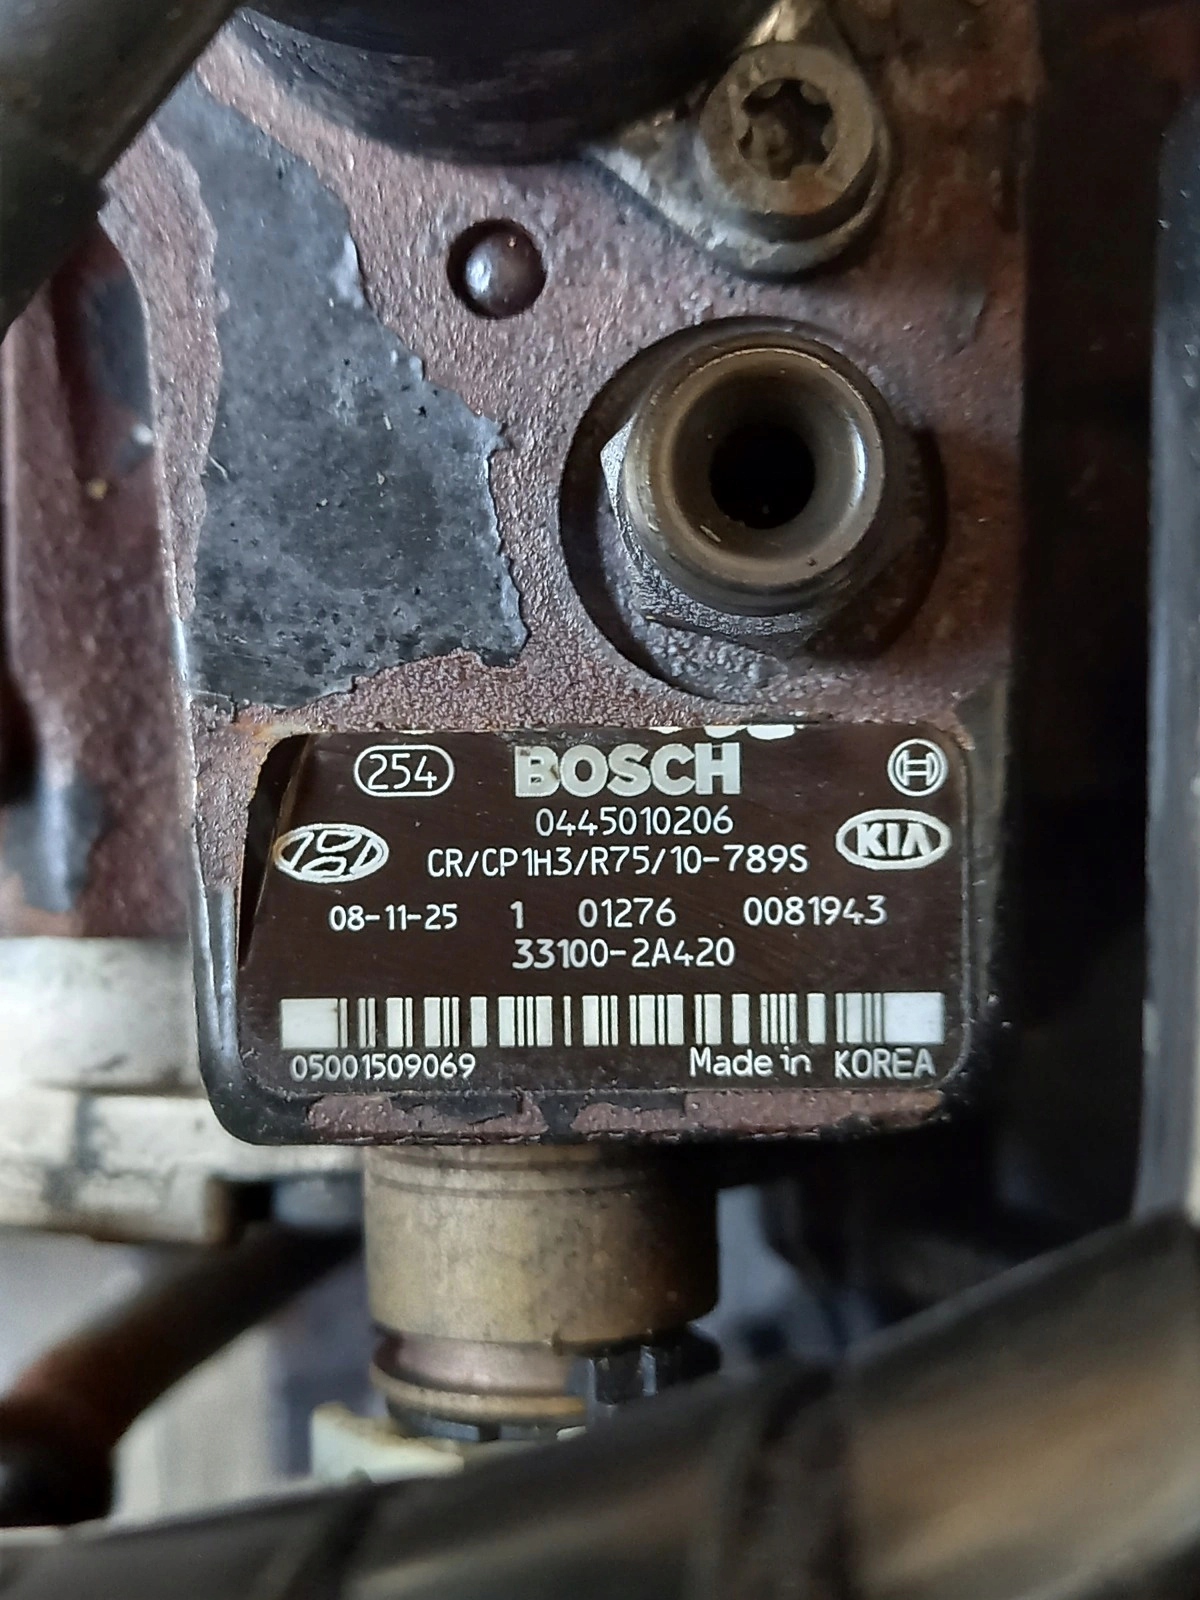 254
BOSCH
0445010206
KIA
CR/CP1H3/R75/10-789S
08-11-25 1 01276 0081943
33100-2A420
05001509069 Made in KOREA